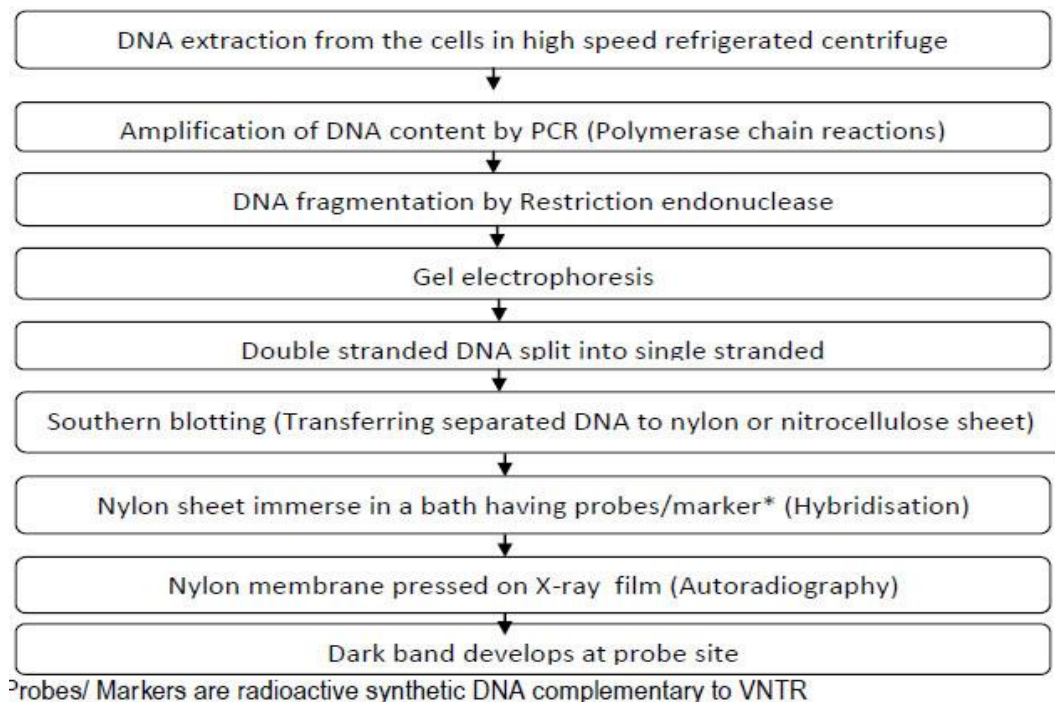 DNA extraction from the cells in high speed refrigerated centrifuge
Amplification of DNA content by PCR (Polymerase chain reactions)
DNA fragmentation by Restriction endonuclease
Gel electrophoresis
Double stranded DNA split into single stranded
Southern blotting (Transferring separated DNA to nylon or nitrocellulose sheet)
Nylon sheet immerse in a bath having probes/marker* (Hybridisation)
Nylon membrane pressed on X-ray film (Autoradiography)
Dark band develops at probe site
Probes/ Markers are radioactive synthetic DNA complementary to VNTR